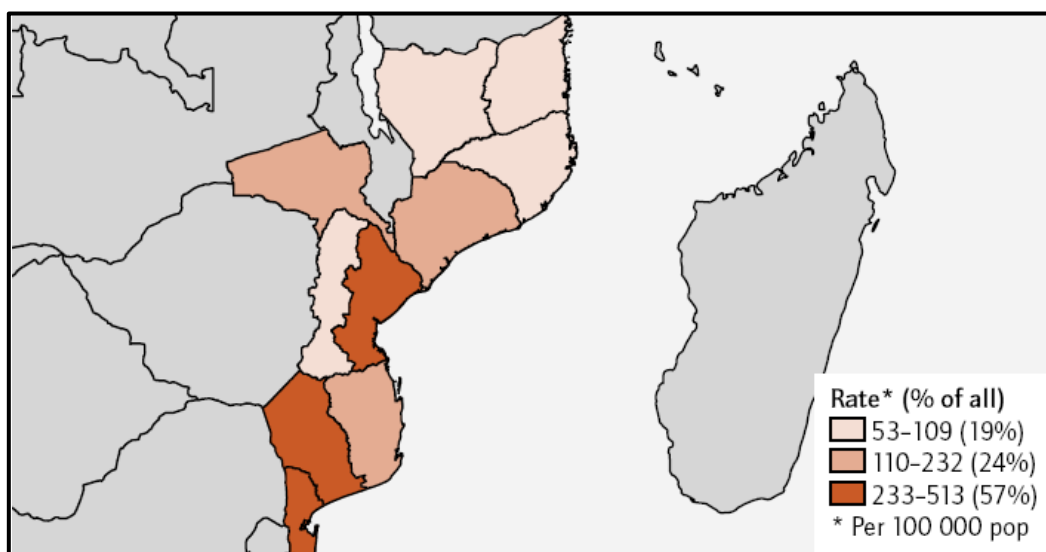 Rate* (% of all)
53–109 (19%)
110–232 (24%)
233–513 (57%)
* Per 100 000 pop